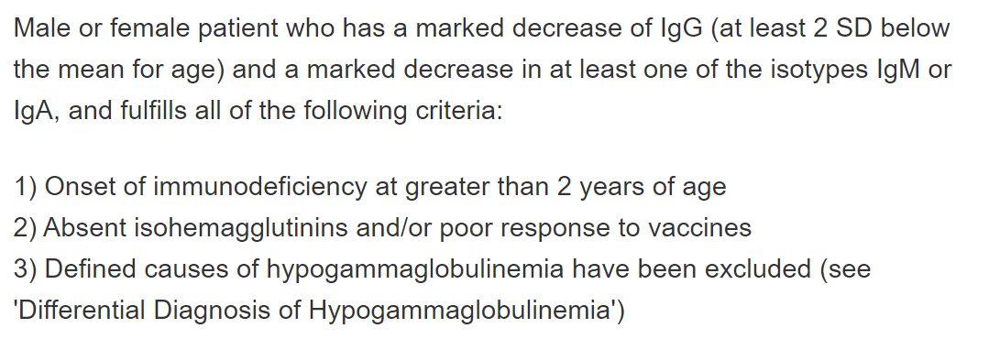 Male or female patient who has a marked decrease of IgG (at least 2 SD below
the mean for age) and a marked decrease in at least one of the isotypes IgM or
IgA, and fulfills all of the following criteria:
1) Onset of immunodeficiency at greater than 2 years of age
2) Absent isohemagglutinins and/or poor response to vaccines
3) Defined causes of hypogammaglobulinemia have been excluded (see
'Differential Diagnosis of Hypogammaglobulinemia')